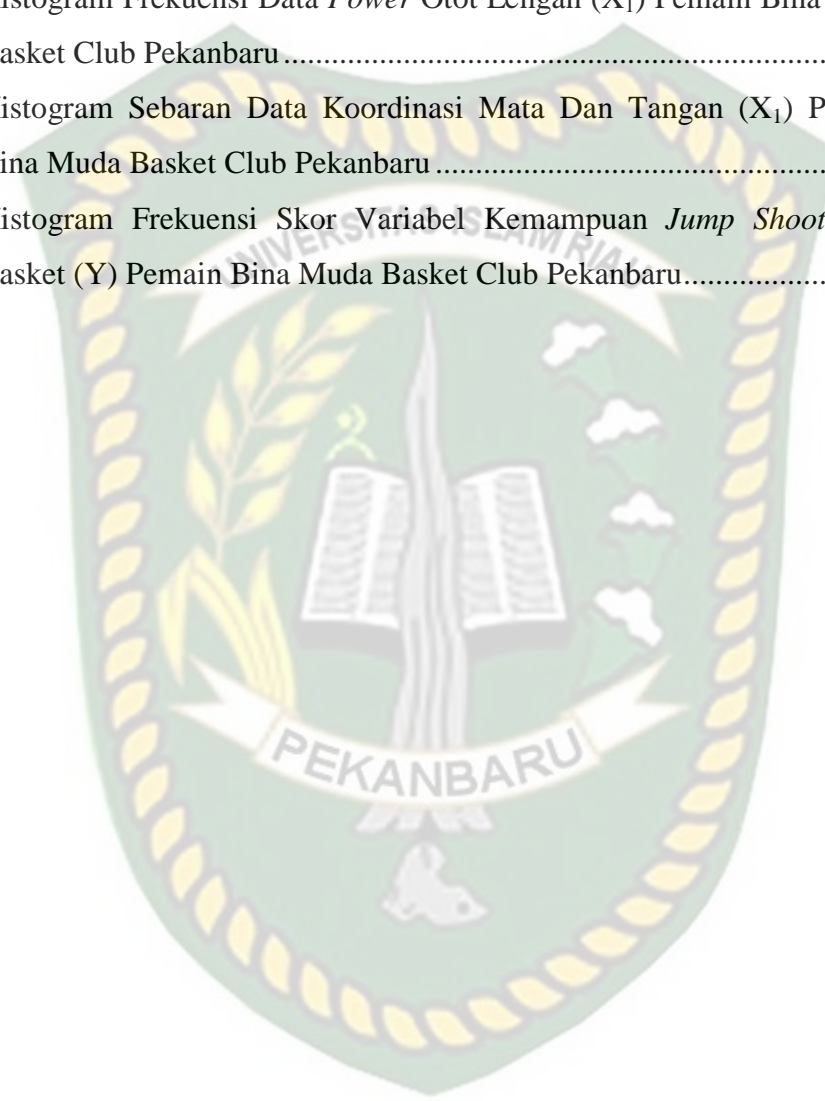 istogram Frekuensi Data Power Otot Lengan (X₁) Pemain Bina
asket Club Pekanbaru....................................................................
istogram Sebaran Data Koordinasi Mata Dan Tangan (X₁) P
ina Muda Basket Club Pekanbaru.................................................
istogram Frekuensi Skor Variabel Kemampuan Jump Shoot
asket (Y) Pemain Bina Muda Basket Club Pekanbaru..................
UNIVERSITAS ISLAM RIAU
PEKANBARU